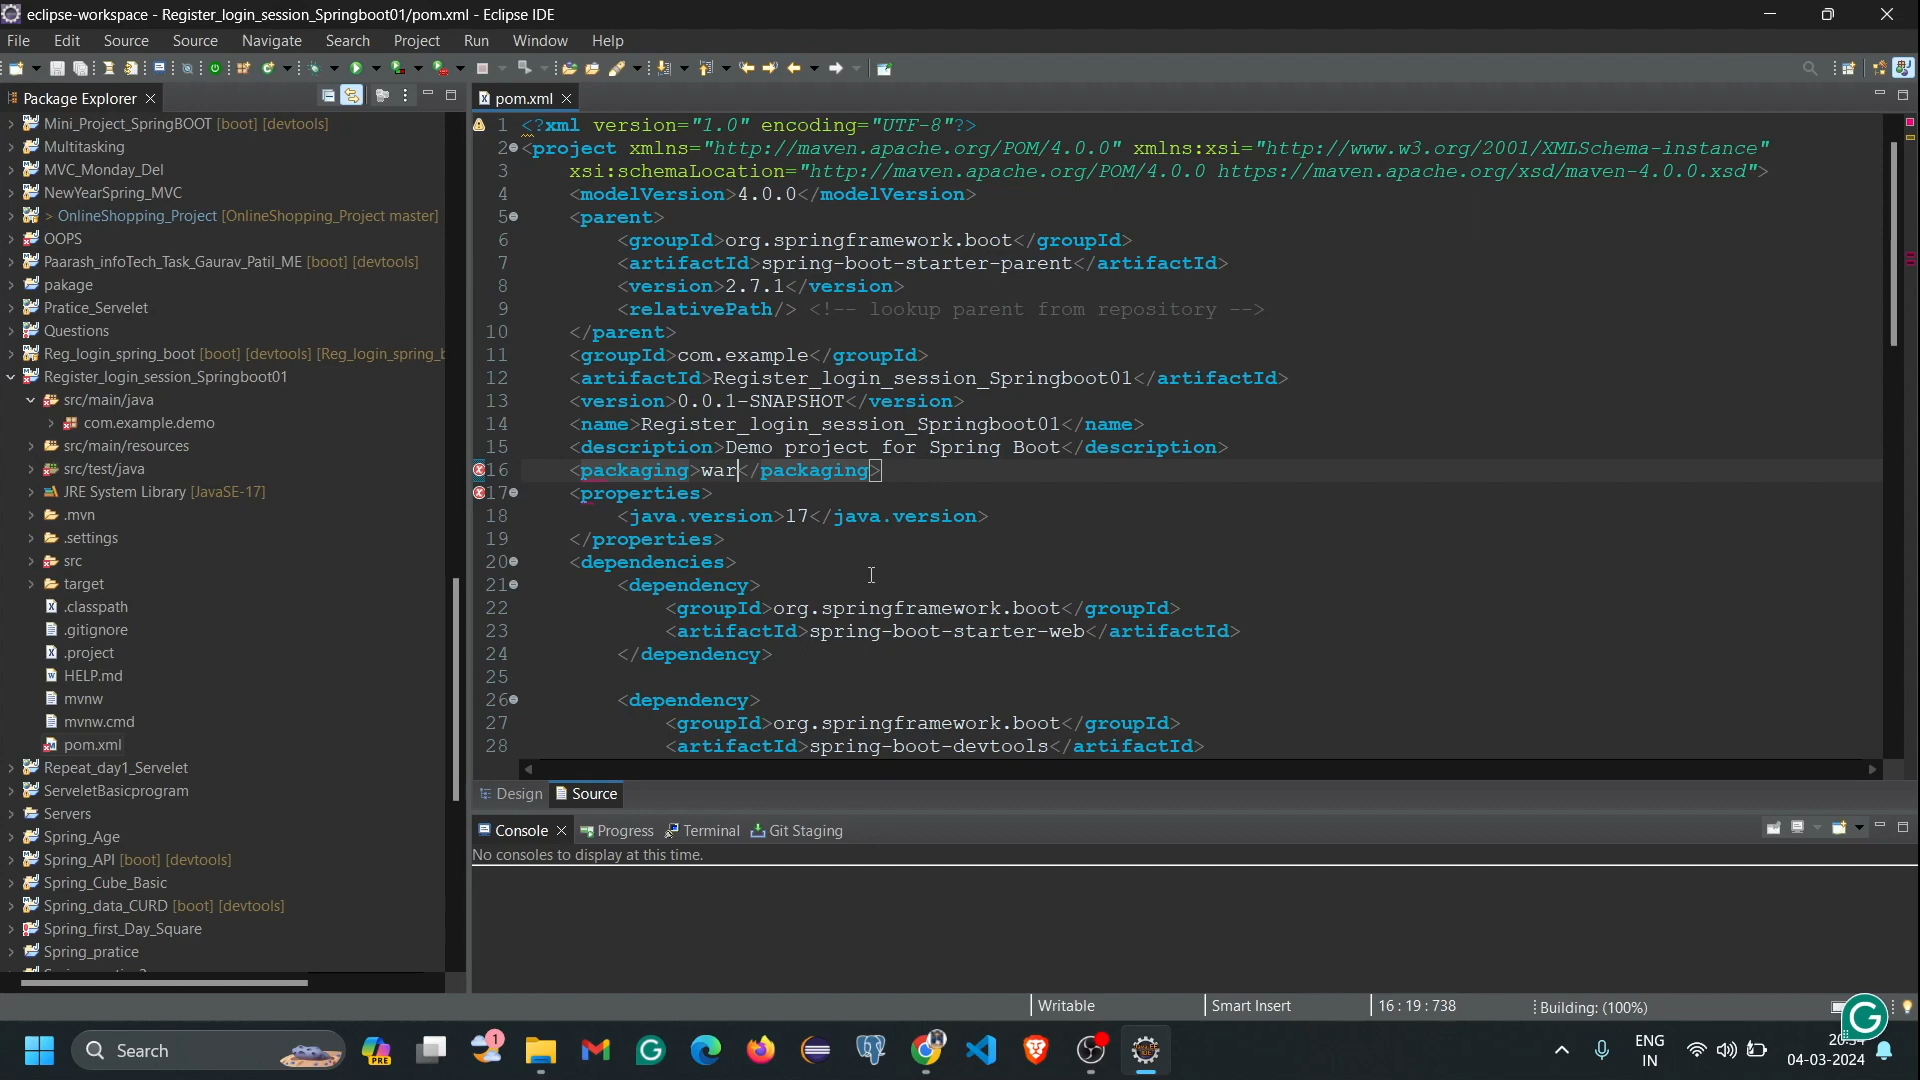 eclipse-workspace - Register_login_session_Springboot01/pom.xml - Eclipse IDE
File Edit Source Source Navigate Search Project Run Window Help
Package Explorer
Mini_Project_SpringBOOT [boot] [devtools]
Multitasking
MVC_Monday_Del
NewYearSpring_MVC
> OnlineShopping_Project [OnlineShopping_Project master]
OOPS
Paarash_infoTech_Task_Gaurav_Patil_ME [boot] [devtools]
pakage
Pratice_Servelet
Questions
Reg_login_spring_boot [boot] [devtools] [Reg_login_spring_b
Register_login_session_Springboot01
src/main/java
com.example.demo
src/main/resources
src/test/java
JRE System Library [JavaSE-17]
.mvn
.settings
src
target
.classpath
.gitignore
.project
HELP.md
mvnw
mvnw.cmd
pom.xml
Repeat_day1_Servelet
ServeletBasicprogram
Servers
Spring_Age
Spring_API [boot] [devtools]
Spring_Cube_Basic
Spring_data_CURD [boot] [devtools]
Spring_first_Day_Square
Spring_pratice
pom.xml
1 <?xml version="1.0" encoding="UTF-8"?>
2 <project xmlns="http://maven.apache.org/POM/4.0.0" xmlns:xsi="http://www.w3.org/2001/XMLSchema-instance"
3 xsi:schemaLocation="http://maven.apache.org/POM/4.0.0 https://maven.apache.org/xsd/maven-4.0.0.xsd">
4 <modelVersion>4.0.0</modelVersion>
5 <parent>
6 <groupId>org.springframework.boot</groupId>
7 <artifactId>spring-boot-starter-parent</artifactId>
8 <version>2.7.1</version>
9 <relativePath/> <!-- lookup parent from repository -->
10 </parent>
11 <groupId>com.example</groupId>
12 <artifactId>Register_login_session_Springboot01</artifactId>
13 <version>0.0.1-SNAPSHOT</version>
14 <name>Register_login_session_Springboot01</name>
15 <description>Demo project for Spring Boot</description>
16 <packaging>war</packaging>
17 <properties>
18 <java.version>17</java.version>
19 </properties>
20 <dependencies>
21 <dependency>
22 <groupId>org.springframework.boot</groupId>
23 <artifactId>spring-boot-starter-web</artifactId>
24 </dependency>
25
26 <dependency>
27 <groupId>org.springframework.boot</groupId>
28 <artifactId>spring-boot-devtools</artifactId>
Design Source
Console Progress Terminal Git Staging
No consoles to display at this time.
Writable Smart Insert 16 : 19 : 738 Building: (100%)
Search
PRE
1
ENG
IN
04-03-2024